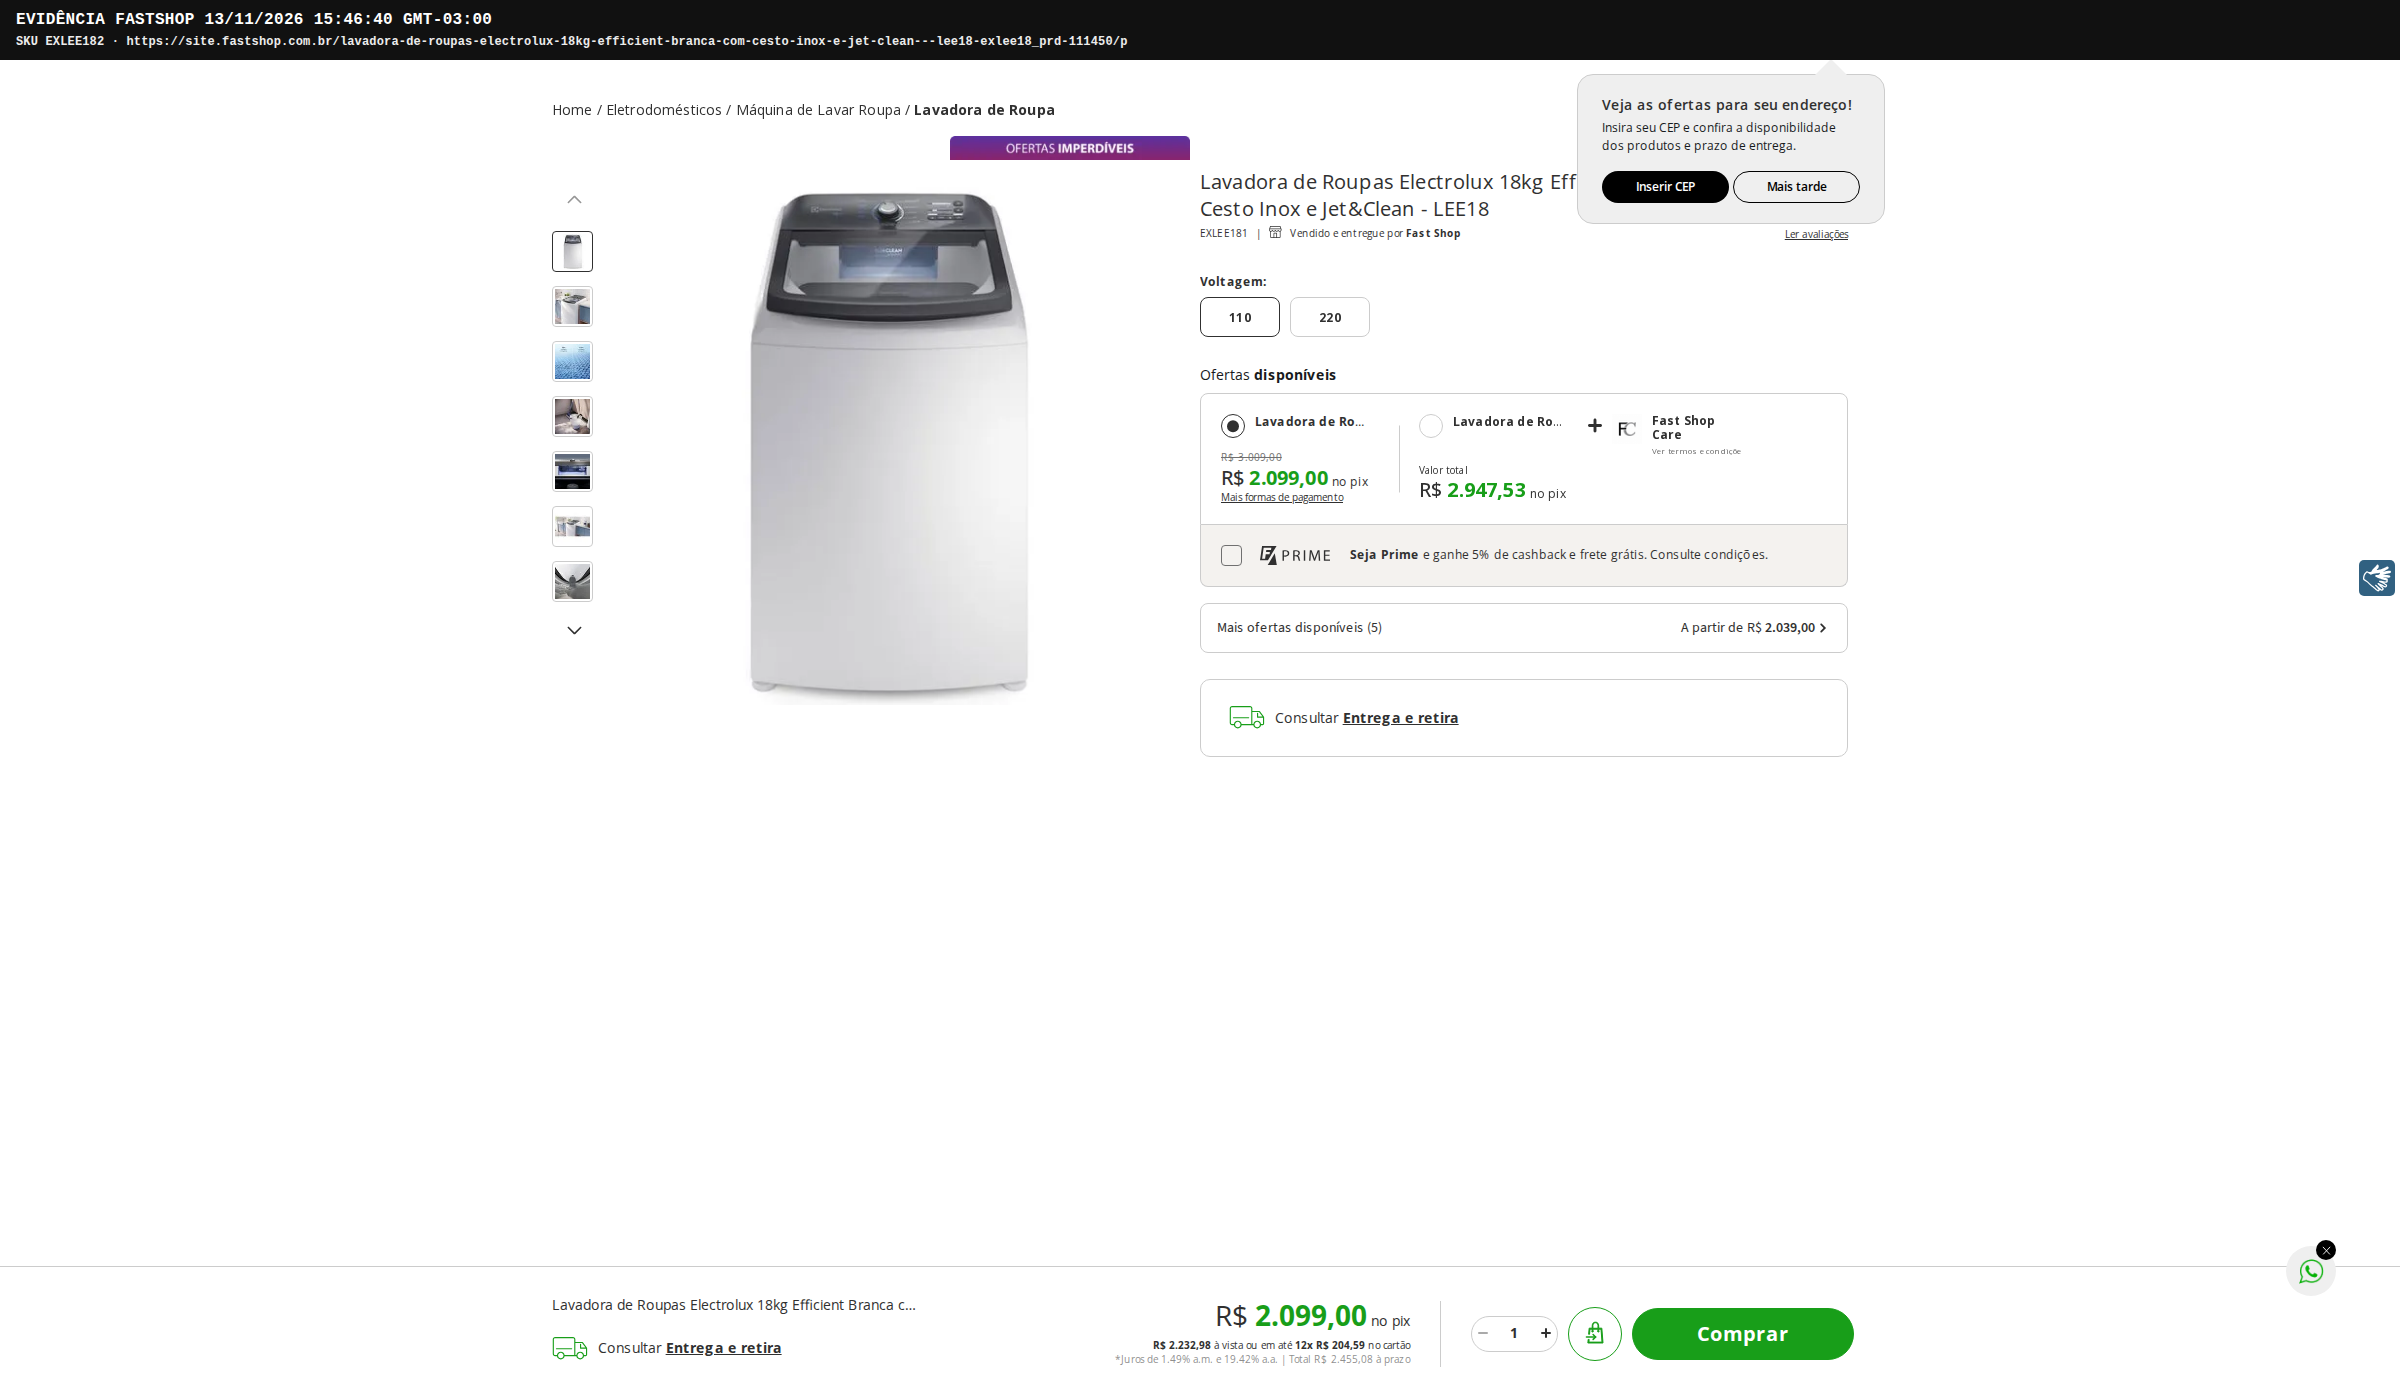 EVIDÊNCIA FASTSHOP 13/11/2026 15:46:40 GMT-03:00
SKU EXLEE182 · https://site.fastshop.com.br/lavadora-de-roupas-electrolux-18kg-efficient-branca-com-cesto-inox-e-jet-clean---lee18-exlee18_prd-111450/p
Home / Eletrodomésticos / Máquina de Lavar Roupa / Lavadora de Roupa
Veja as ofertas para seu endereço!
Insira seu CEP e confira a disponibilidade
dos produtos e prazo de entrega.
Inserir CEP Mais tarde
OFERTAS IMPERDÍVEIS
Lavadora de Roupas Electrolux 18kg Eff
Cesto Inox e Jet&Clean - LEE18
EXLEE181 | Vendido e entregue por Fast Shop
Ler avaliações
Voltagem:
110 220
Ofertas disponíveis
Lavadora de Ro...
R$ 3.009,00
R$ 2.099,00 no pix
Mais formas de pagamento
Lavadora de Ro...
+ FC Fast Shop
Care
Ver termos e condiçõe
Valor total
R$ 2.947,53 no pix
PRIME Seja Prime e ganhe 5% de cashback e frete grátis. Consulte condições.
Mais ofertas disponíveis (5) A partir de R$ 2.039,00
Consultar Entrega e retira
Lavadora de Roupas Electrolux 18kg Efficient Branca c...
Consultar Entrega e retira
R$ 2.099,00 no pix
R$ 2.232,98 à vista ou em até 12x R$ 204,59 no cartão
*Juros de 1.49% a.m. e 19.42% a.a. | Total R$ 2.455,08 à prazo
1
Comprar